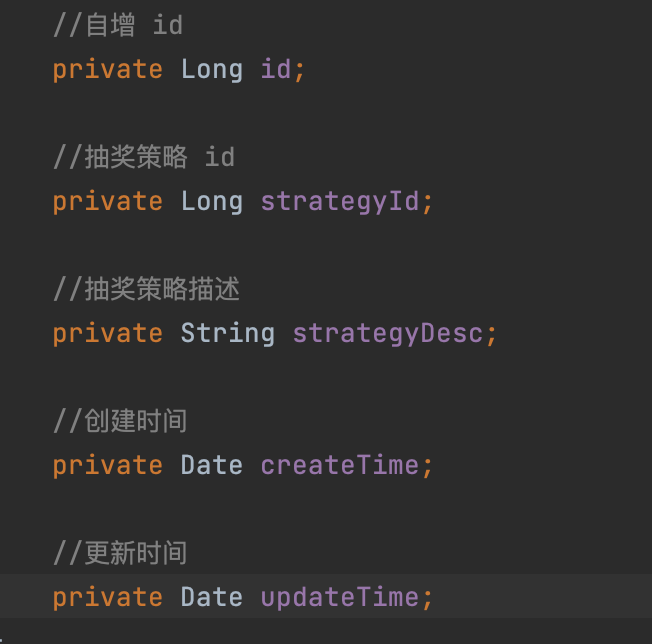 //自增 id
private Long id;
//抽奖策略 id
private Long strategyId;
//抽奖策略描述
private String strategyDesc;
//创建时间
private Date createTime;
//更新时间
private Date updateTime;